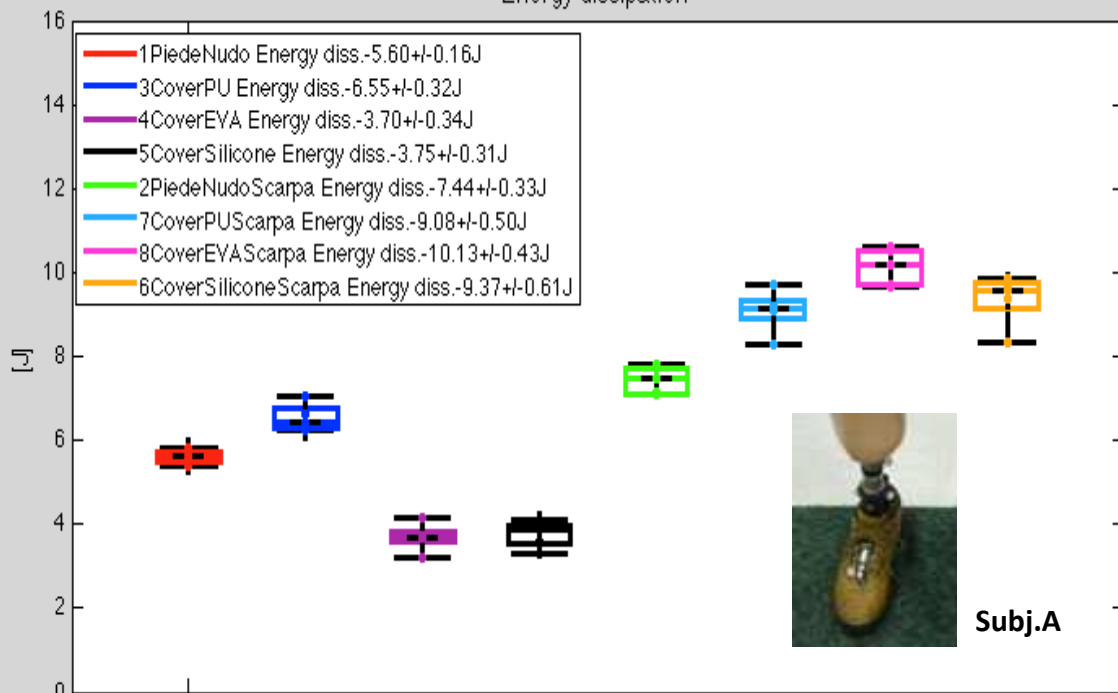 Energy dissipation
16
1PiedeNudo Energy diss.-5.60+/-0.16J
3CoverPU Energy diss.-6.55+/-0.32J
14
4CoverEVA Energy diss.-3.70+/-0.34J
5CoverSilicone Energy diss.-3.75+/-0.31J
12
2PiedeNudoScarpa Energy diss.-7.44+/-0.33J
7CoverPUScarpa Energy diss.-9.08+/-0.50J
8CoverEVAScarpa Energy diss.-10.13+/-0.43J
10
6CoverSiliconeScarpa Energy diss.-9.37+/-0.61J
[J]
8
6
4
2
Subj.A
0